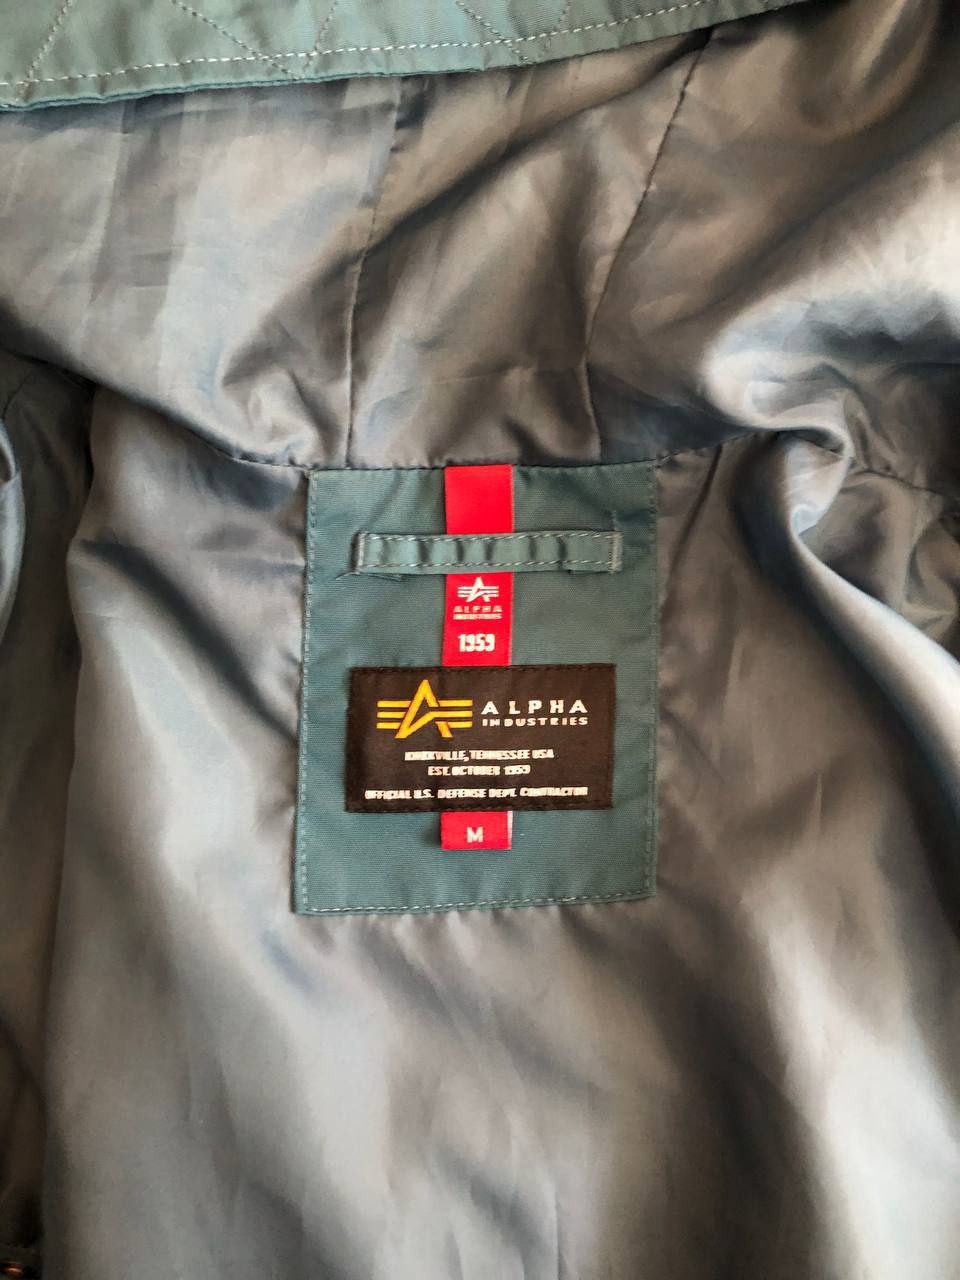 ALPHA
INDUSTRIES
1959
ALPHA
INDUSTRIES
KNOXVILLE, TENNESSEE USA
EST. OCTOBER 1959
OFFICIAL U.S. DEFENSE DEPT. CONTRACTOR
M